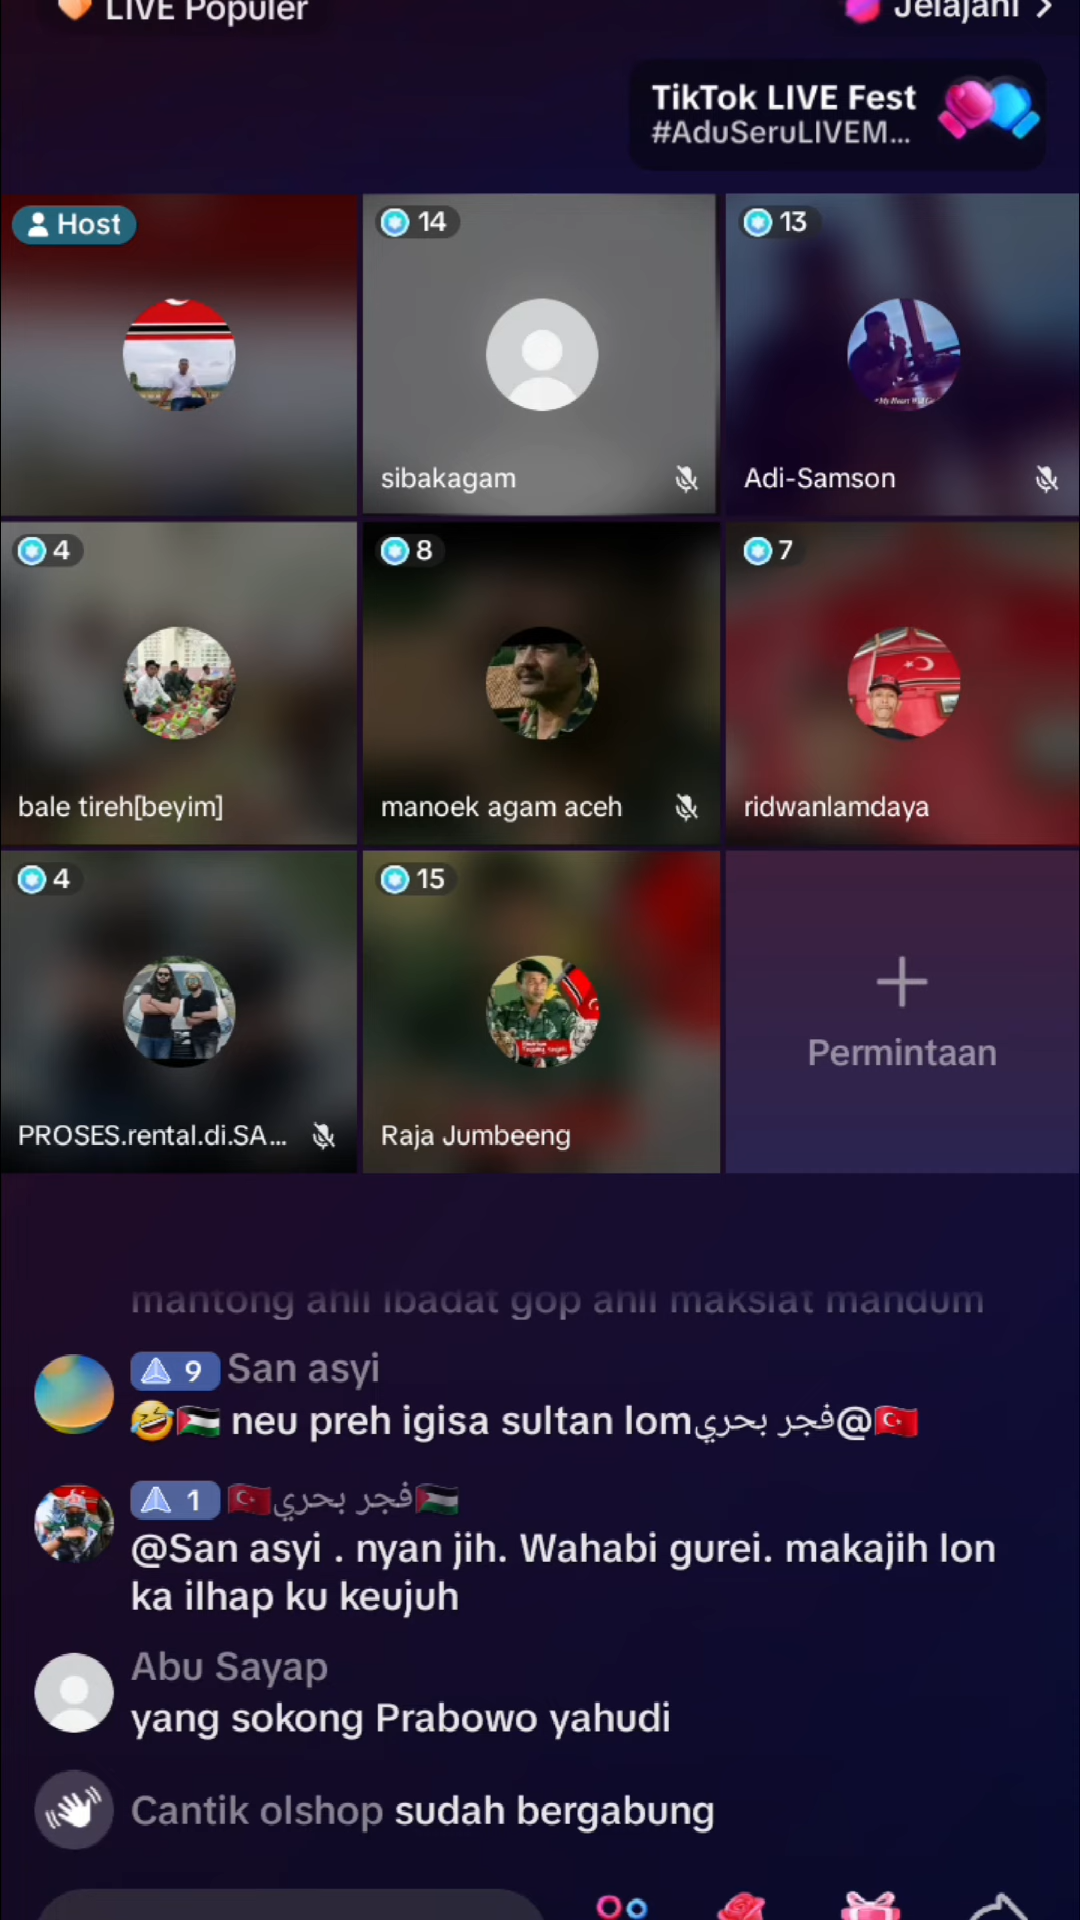 LIVE Populer
Jelajahi >
TikTok LIVE Fest
#AduSeruLIVEM...
Host
14
13
sibakagam
Adi-Samson
4
8
7
bale tireh[beyim]
manoek agam aceh
ridwanlamdaya
4
15
PROSES.rental.di.SA...
Raja Jumbeeng
Permintaan
mantong ahli ibadat gop ahli maksiat mandum
9 San asyi
🤣🇵🇸 neu preh igisa sultan lomفجر بحري@🇹🇷
1 🇹🇷فجر بحري🇵🇸
@San asyi . nyan jih. Wahabi gurei. makajih lon
ka ilhap ku keujuh
Abu Sayap
yang sokong Prabowo yahudi
Cantik olshop sudah bergabung